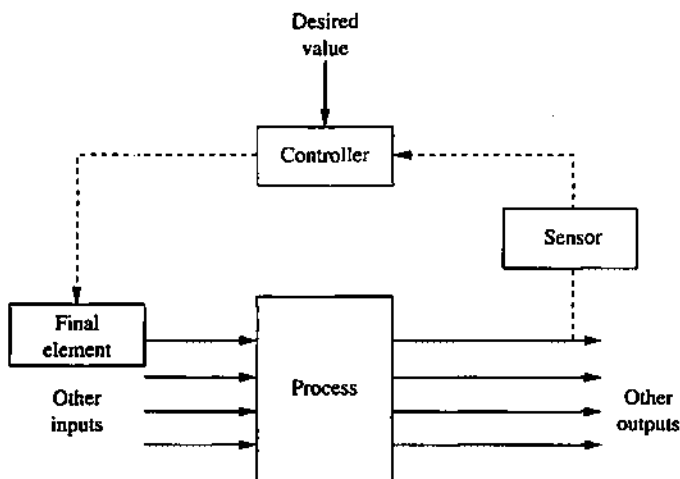 Desired
value
Controller
Sensor
Final
element
Process
Other
inputs
Other
outputs